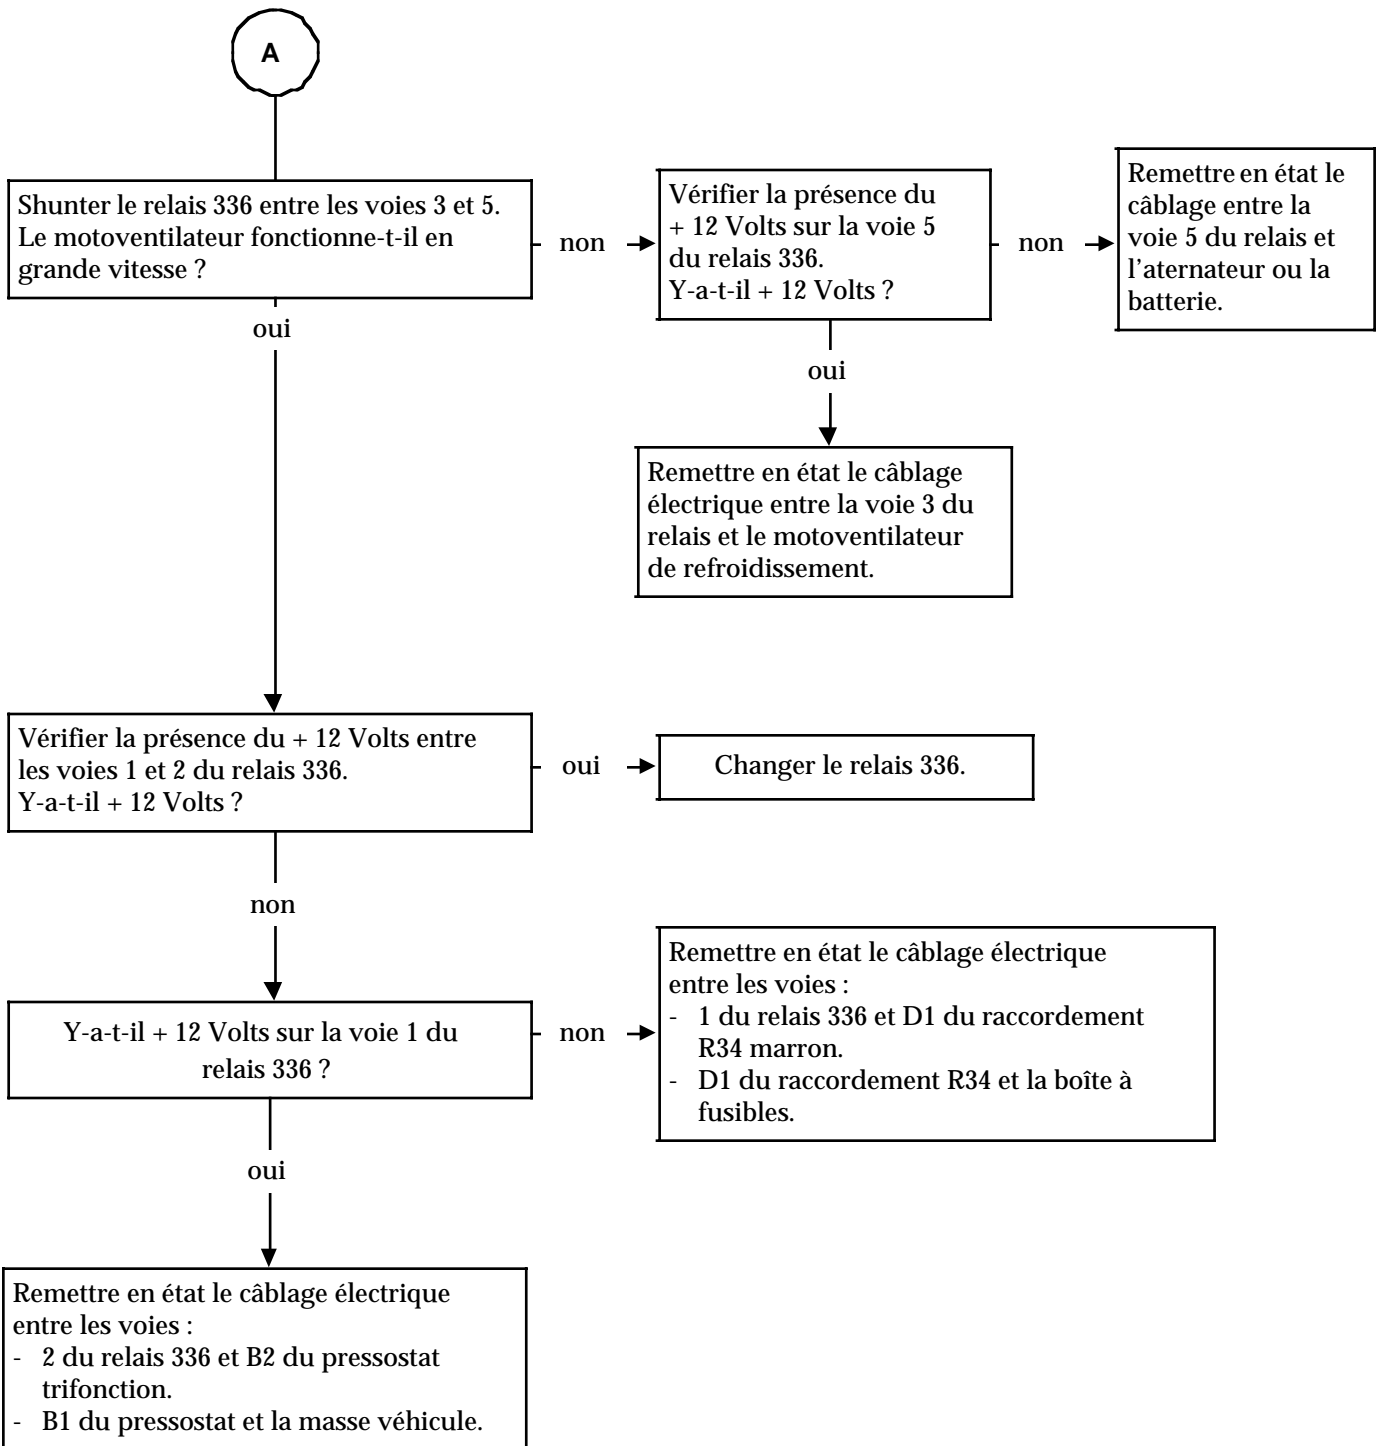 A
Shunter le relais 336 entre les voies 3 et 5.
Le motoventilateur fonctionne-t-il en
grande vitesse ?
non
Vérifier la présence du
+ 12 Volts sur la voie 5
du relais 336.
Y-a-t-il + 12 Volts ?
non
Remettre en état le
câblage entre la
voie 5 du relais et
l'aternateur ou la
batterie.
oui
oui
Remettre en état le câblage
électrique entre la voie 3 du
relais et le motoventilateur
de refroidissement.
Vérifier la présence du + 12 Volts entre
les voies 1 et 2 du relais 336.
Y-a-t-il + 12 Volts ?
oui
Changer le relais 336.
non
Y-a-t-il + 12 Volts sur la voie 1 du
relais 336 ?
non
Remettre en état le câblage électrique
entre les voies :
- 1 du relais 336 et D1 du raccordement
R34 marron.
- D1 du raccordement R34 et la boîte à
fusibles.
oui
Remettre en état le câblage électrique
entre les voies :
- 2 du relais 336 et B2 du pressostat
trifonction.
- B1 du pressostat et la masse véhicule.